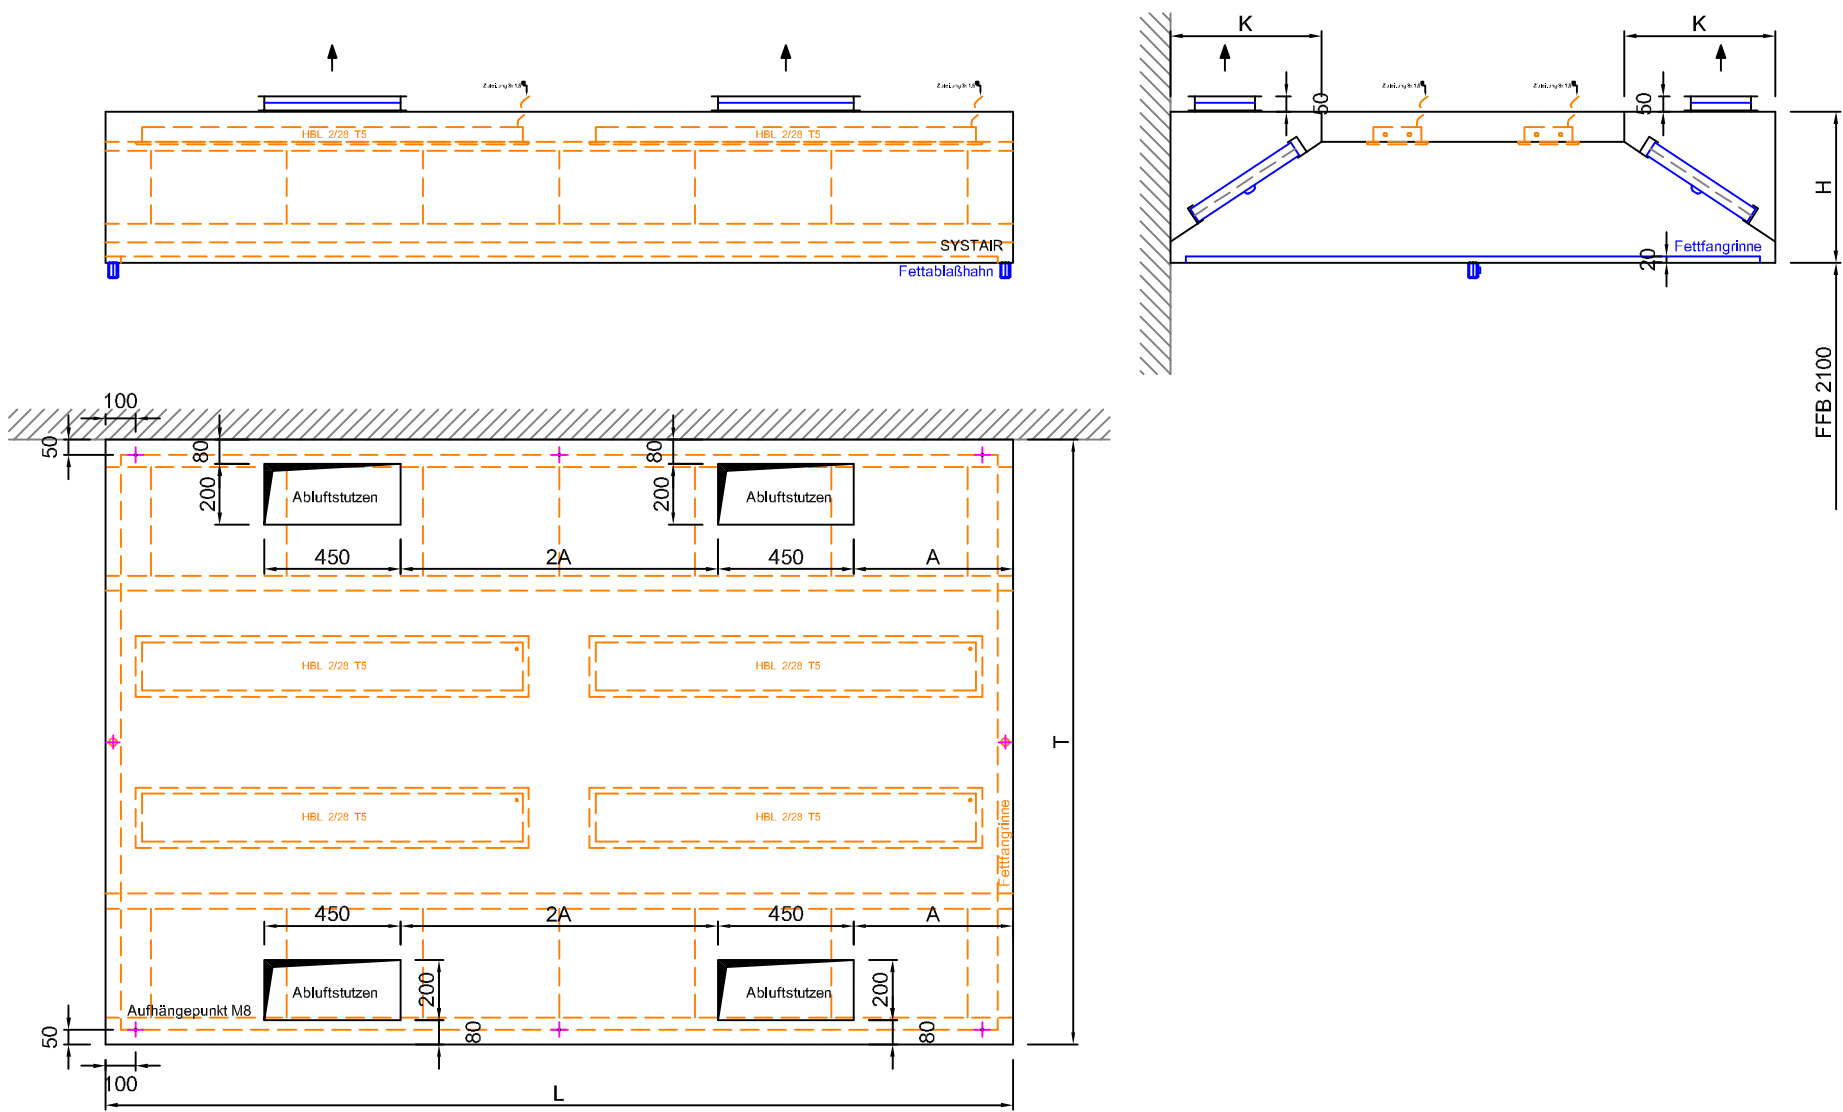 K
K
50
50
HBL 2/28 T5
HBL 2/28 T5
H
SYSTAIR
Fettablaßhahn
Fettfangrinne
20
FFB 2100
100
50
80
80
200
Abluftstutzen
200
Abluftstutzen
450
2A
450
A
HBL 2/28 T5
HBL 2/28 T5
T
HBL 2/28 T5
HBL 2/28 T5
Fettfangrinne
450
2A
450
A
Abluftstutzen
200
Abluftstutzen
200
Aufhängepunkt M8
50
80
80
100
L